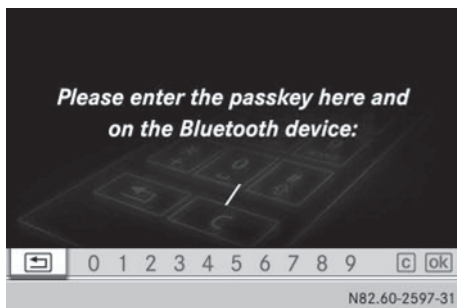 Please enter the passkey here and
on the Bluetooth device:
0 1 2 3 4 5 6 7 8 9 c ok
N82.60-2597-31